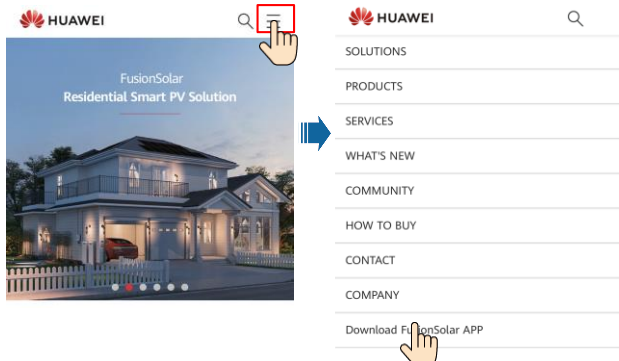 HUAWEI
FusionSolar
Residential Smart PV Solution
HUAWEI
SOLUTIONS
PRODUCTS
SERVICES
WHAT'S NEW
COMMUNITY
HOW TO BUY
CONTACT
COMPANY
Download FusionSolar APP